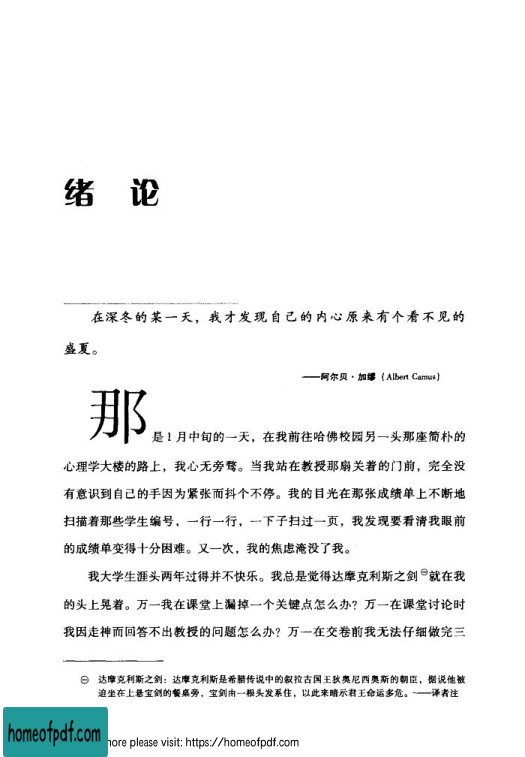 绪 论
在深冬的某一天，我才发现自己的内心原来有个看不见的
盛夏。
——阿尔贝·加缪（Albert Camus）
那是1月中旬的一天，在我前往哈佛校园另一头那座简朴的
心理学大楼的路上，我心无旁骛。当我站在教授那扇关着的门前，完全没
有意识到自己的手因为紧张而抖个不停。我的目光在那张成绩单上不断地
扫描着那些学生编号，一行一行，一下子扫过一页，我发现要看清我眼前
的成绩单变得十分困难。又一次，我的焦虑淹没了我。
我大学生涯头两年过得并不快乐。我总是觉得达摩克利斯之剑㊀就在我
的头上晃着。万一我在课堂上漏掉一个关键点怎么办？万一在课堂讨论时
我因走神而回答不出教授的问题怎么办？万一在交卷前我无法仔细做完三
㊀ 达摩克利斯之剑：达摩克利斯是希腊传说中的叙拉古国王狄奥尼西奥斯的朝臣，据说他被
迫坐在上悬宝剑的餐桌旁，宝剑由一根头发系住，以此来暗示君王命运多危。——译者注
homeofpdf.com
more please visit: https://homeofpdf.com